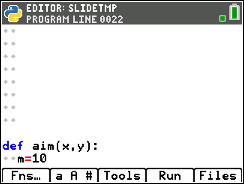 EDITOR: SLIDETMP
PROGRAM LINE 0022
def aim(x,y):
m=10
Fns…
a A #
Tools
Run
Files